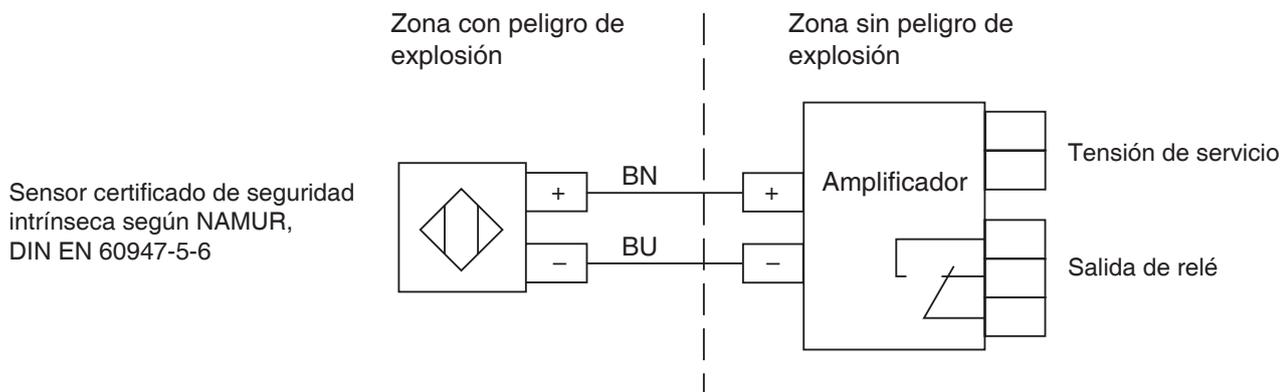 Zona con peligro de
explosión
Zona sin peligro de
explosión
Sensor certificado de seguridad
intrínseca según NAMUR,
DIN EN 60947-5-6
+
BN
+
–
BU
–
Amplificador
Tensión de servicio
Salida de relé